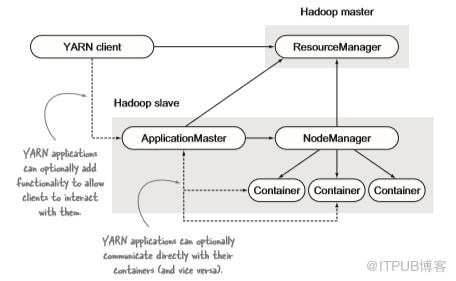 Hadoop master
YARN client
ResourceManager
Hadoop slave
ApplicationMaster
NodeManager
YARN applications
can optionally add
functionality to allow
clients to interact
with them.
Container
Container
Container
YARN applications can optionally
communicate directly with their
containers (and vice versa).
@ITPUB博客